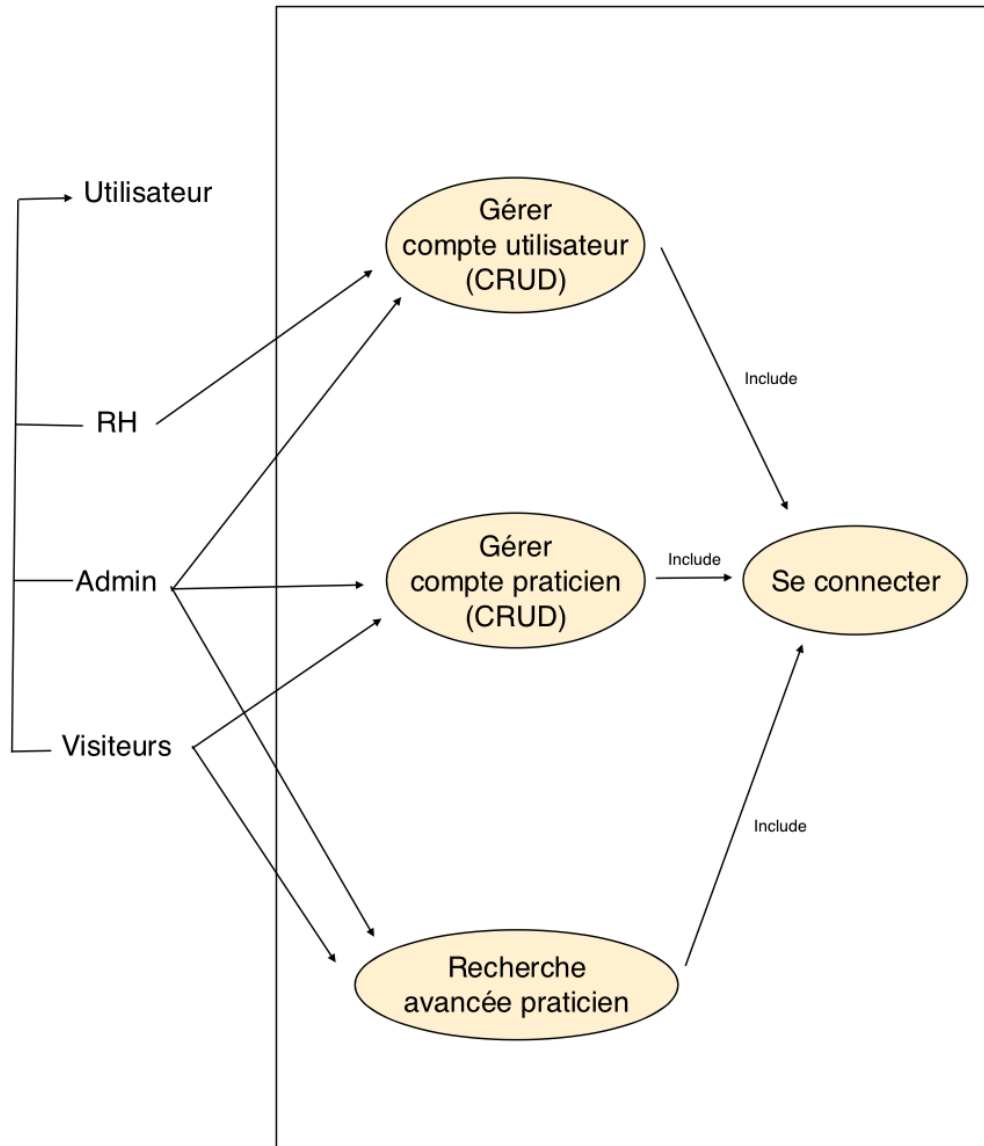 Utilisateur
Gérer
compte utilisateur
(CRUD)
Include
RH
Gérer
compte praticien
(CRUD)
Include
Se connecter
Admin
Visiteurs
Include
Recherche
avancée praticien